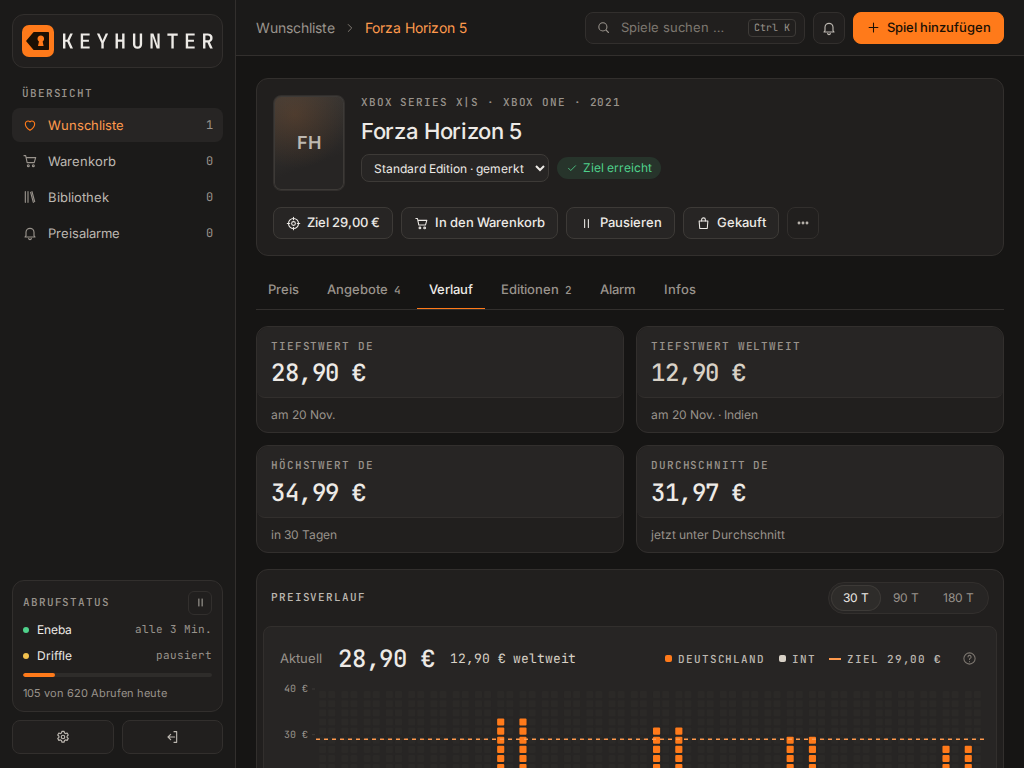 KEYHUNTER
ÜBERSICHT
Wunschliste 1
Warenkorb 0
Bibliothek 0
Preisalarme 0
ABRUFSTATUS
Eneba alle 3 Min.
Driffle pausiert
105 von 620 Abrufen heute
Wunschliste > Forza Horizon 5
Spiele suchen ... Ctrl K
Spiel hinzufügen
FH
XBOX SERIES X|S · XBOX ONE · 2021
Forza Horizon 5
Standard Edition · gemerkt
Ziel erreicht
Ziel 29,00 €
In den Warenkorb
Pausieren
Gekauft
Preis Angebote 4 Verlauf Editionen 2 Alarm Infos
TIEFSTWERT DE
28,90 €
am 20 Nov.
TIEFSTWERT WELTWEIT
12,90 €
am 20 Nov. · Indien
HÖCHSTWERT DE
34,99 €
in 30 Tagen
DURCHSCHNITT DE
31,97 €
jetzt unter Durchschnitt
PREISVERLAUF
30 T 90 T 180 T
Aktuell 28,90 € 12,90 € weltweit
DEUTSCHLAND INT ZIEL 29,00 €
40 €
30 €